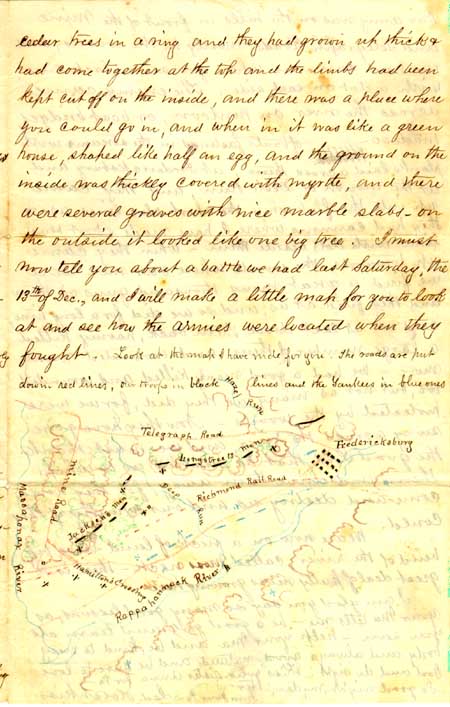 cedar trees in a ring and they had grown up thick &
had come together at the top and the limbs had been
kept cut off on the inside, and there was a place where
you could go in, and when in it was like a green
house, shaped like half an egg, and the ground on the
inside was thickly covered with myrtle, and there
were several graves with nice marble slabs - on
the outside it looked like one big tree. I must
now tell you about a battle we had last Saturday, the
13th of Dec., and I will make a little map for you to look
at and see how the armies were located when they
fought. Look at the map I have made for you. The roads are put
down in red lines, our troops in black lines and the Yankees in blue ones
Hazel Run
Telegraph Road
Longstreet's men
Fredericksburg
Mine Road
Massaponax River
Deep Run
Richmond Rail Road
Jackson's men
Hamilton's Crossing
Rappahannock River